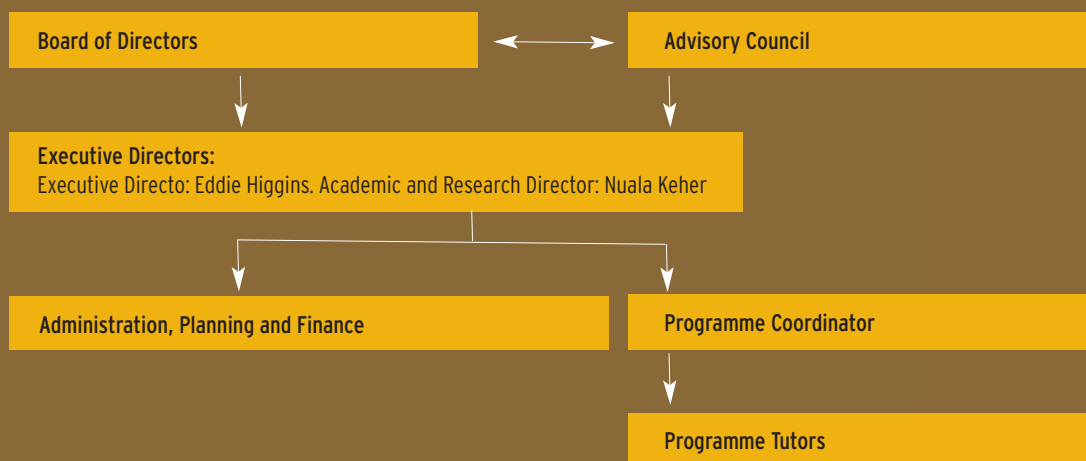 Board of Directors
Advisory Council
Executive Directors:
Executive Directo: Eddie Higgins. Academic and Research Director: Nuala Keher
Administration, Planning and Finance
Programme Coordinator
Programme Tutors